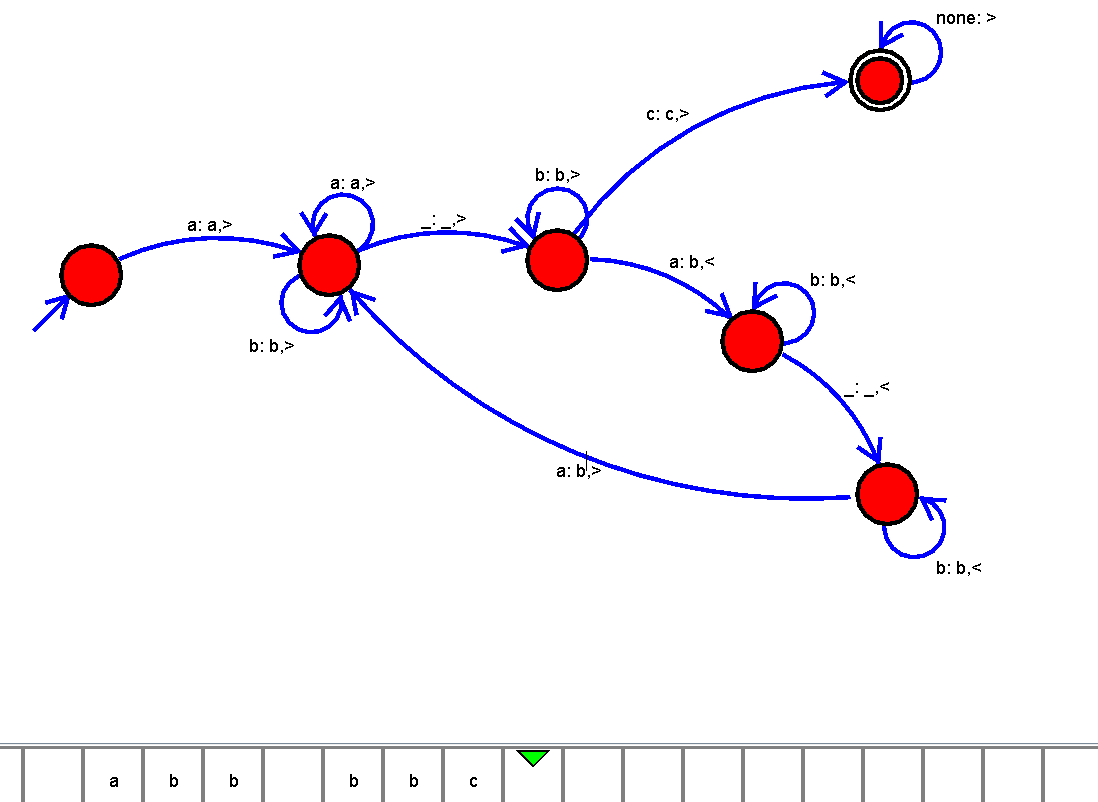 none: >
c: c,>
b: b,>
a: a,>
_: _,>
a: a,>
a: b,<
b: b,<
b: b,>
_: _,<
a: b,>
b: b,<
a b b b b c